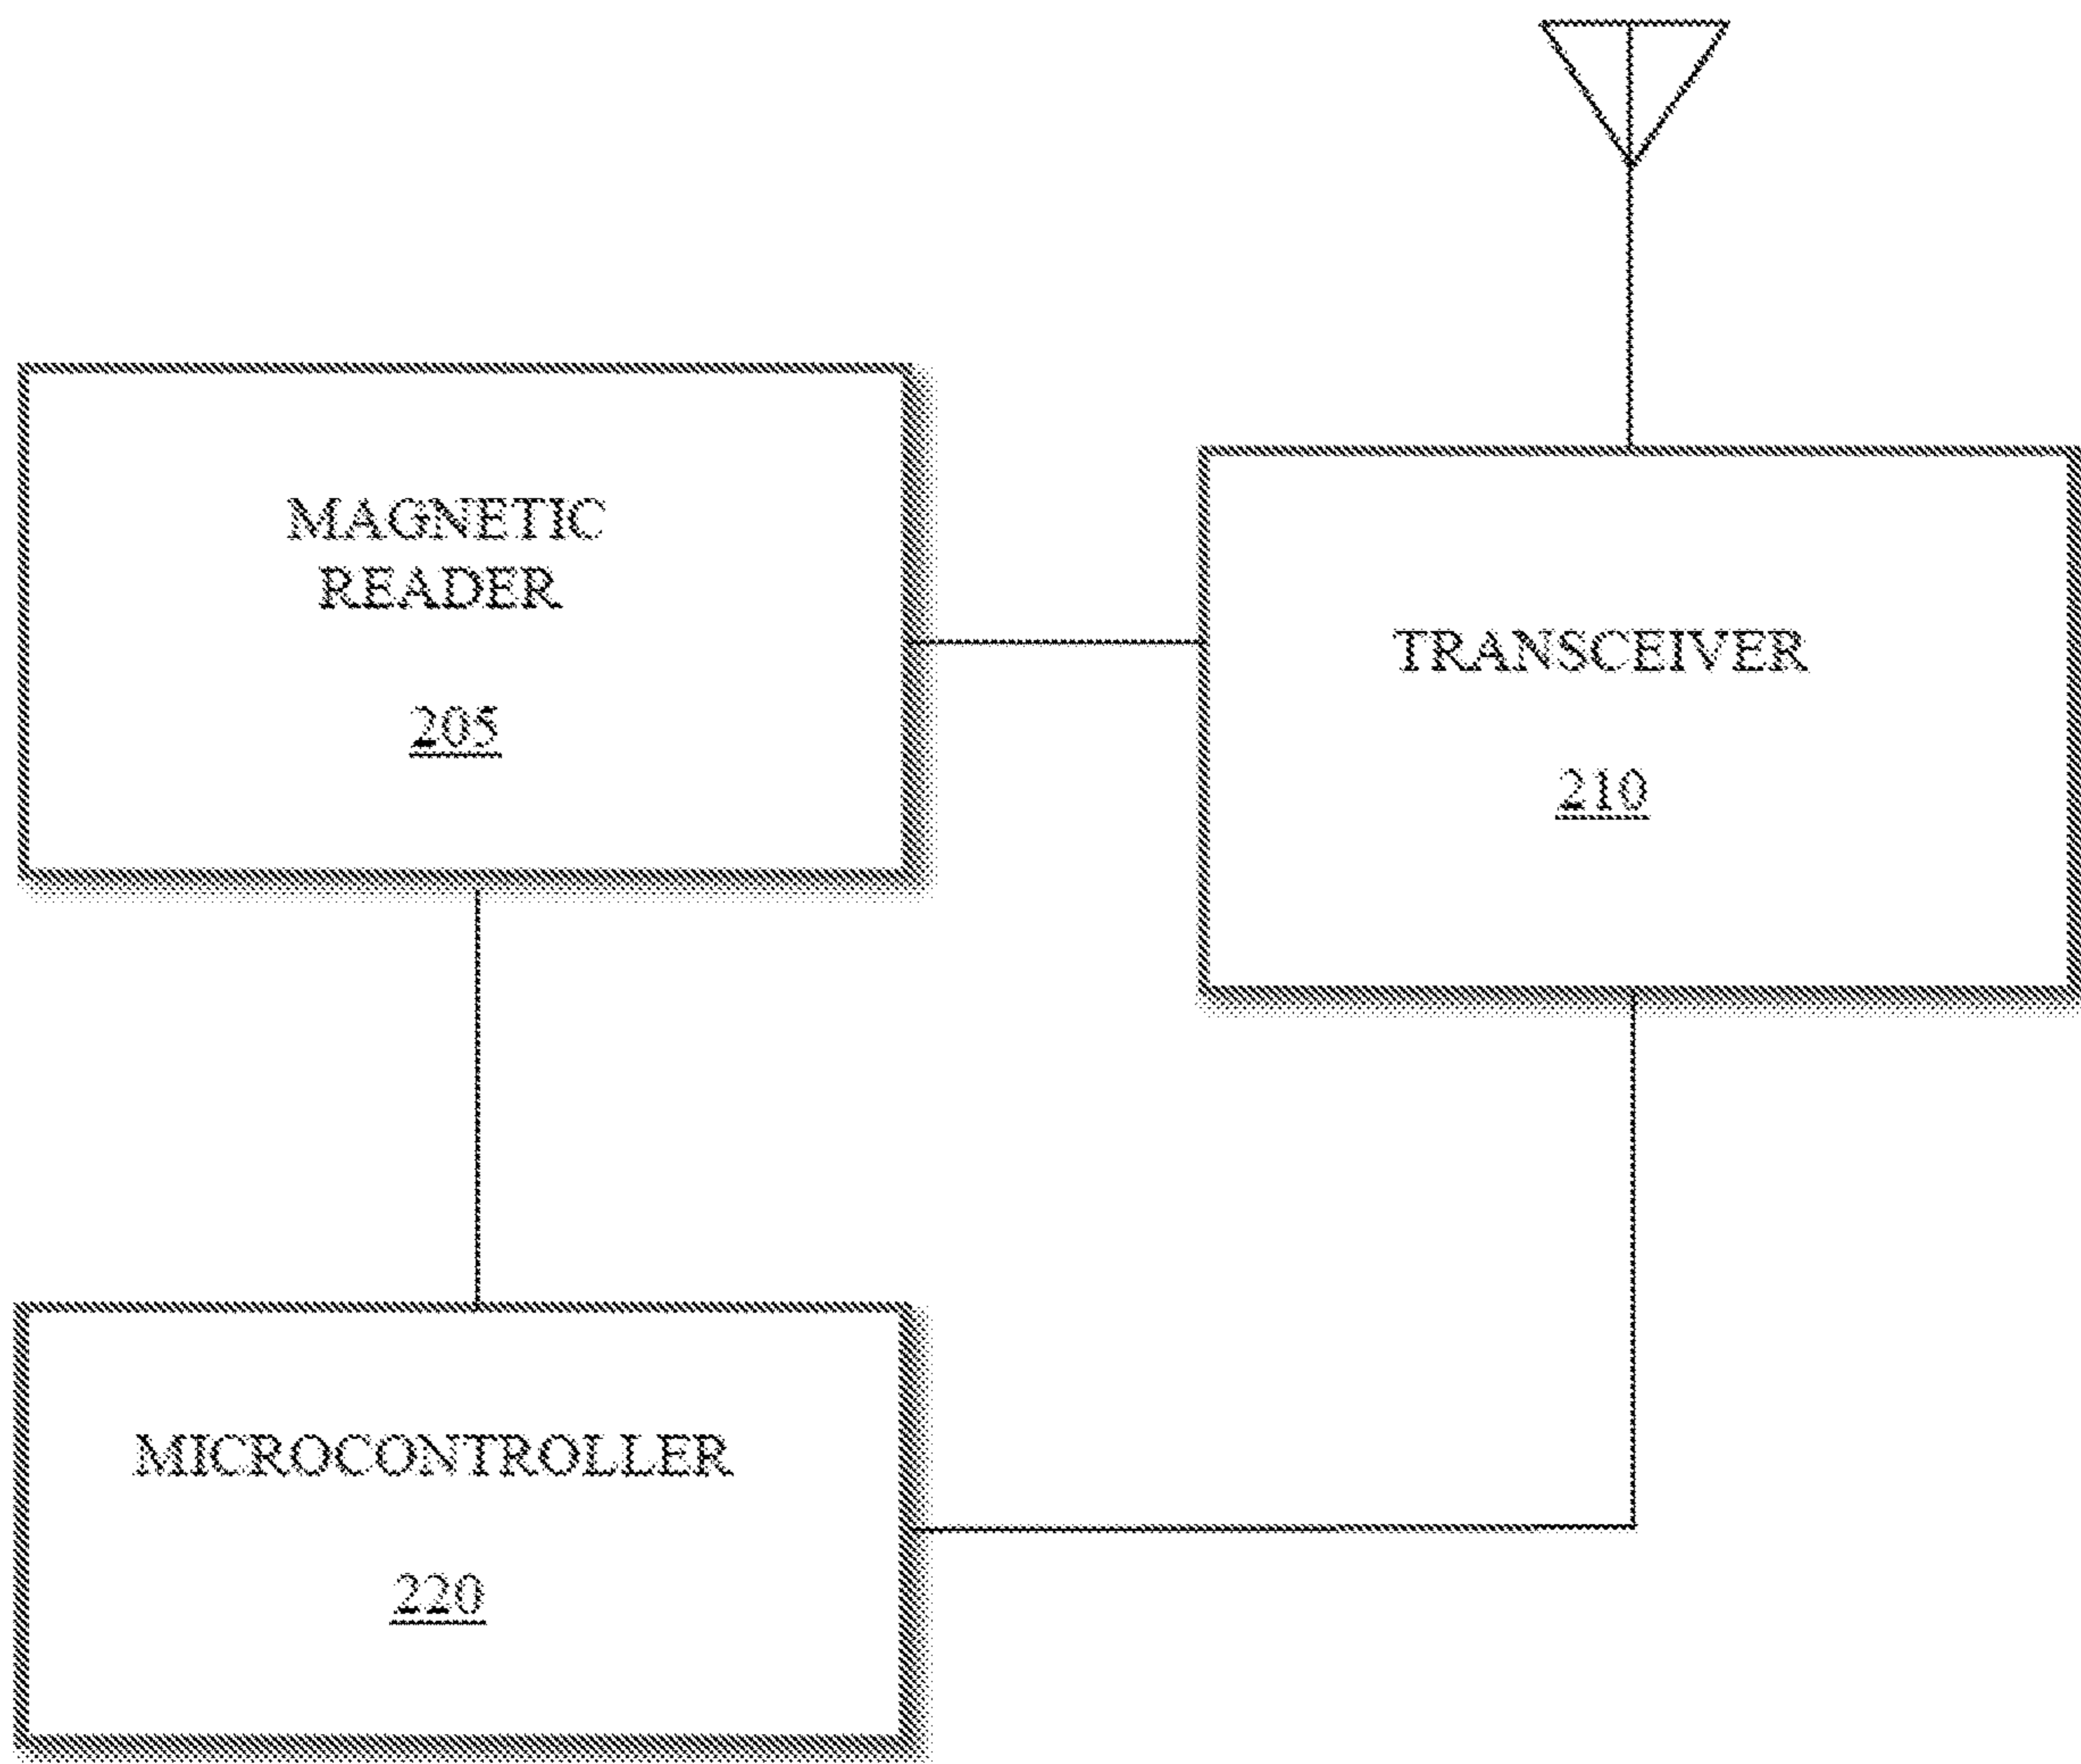 MAGNETIC
READER
205
TRANSCEIVER
210
MICROCONTROLLER
220